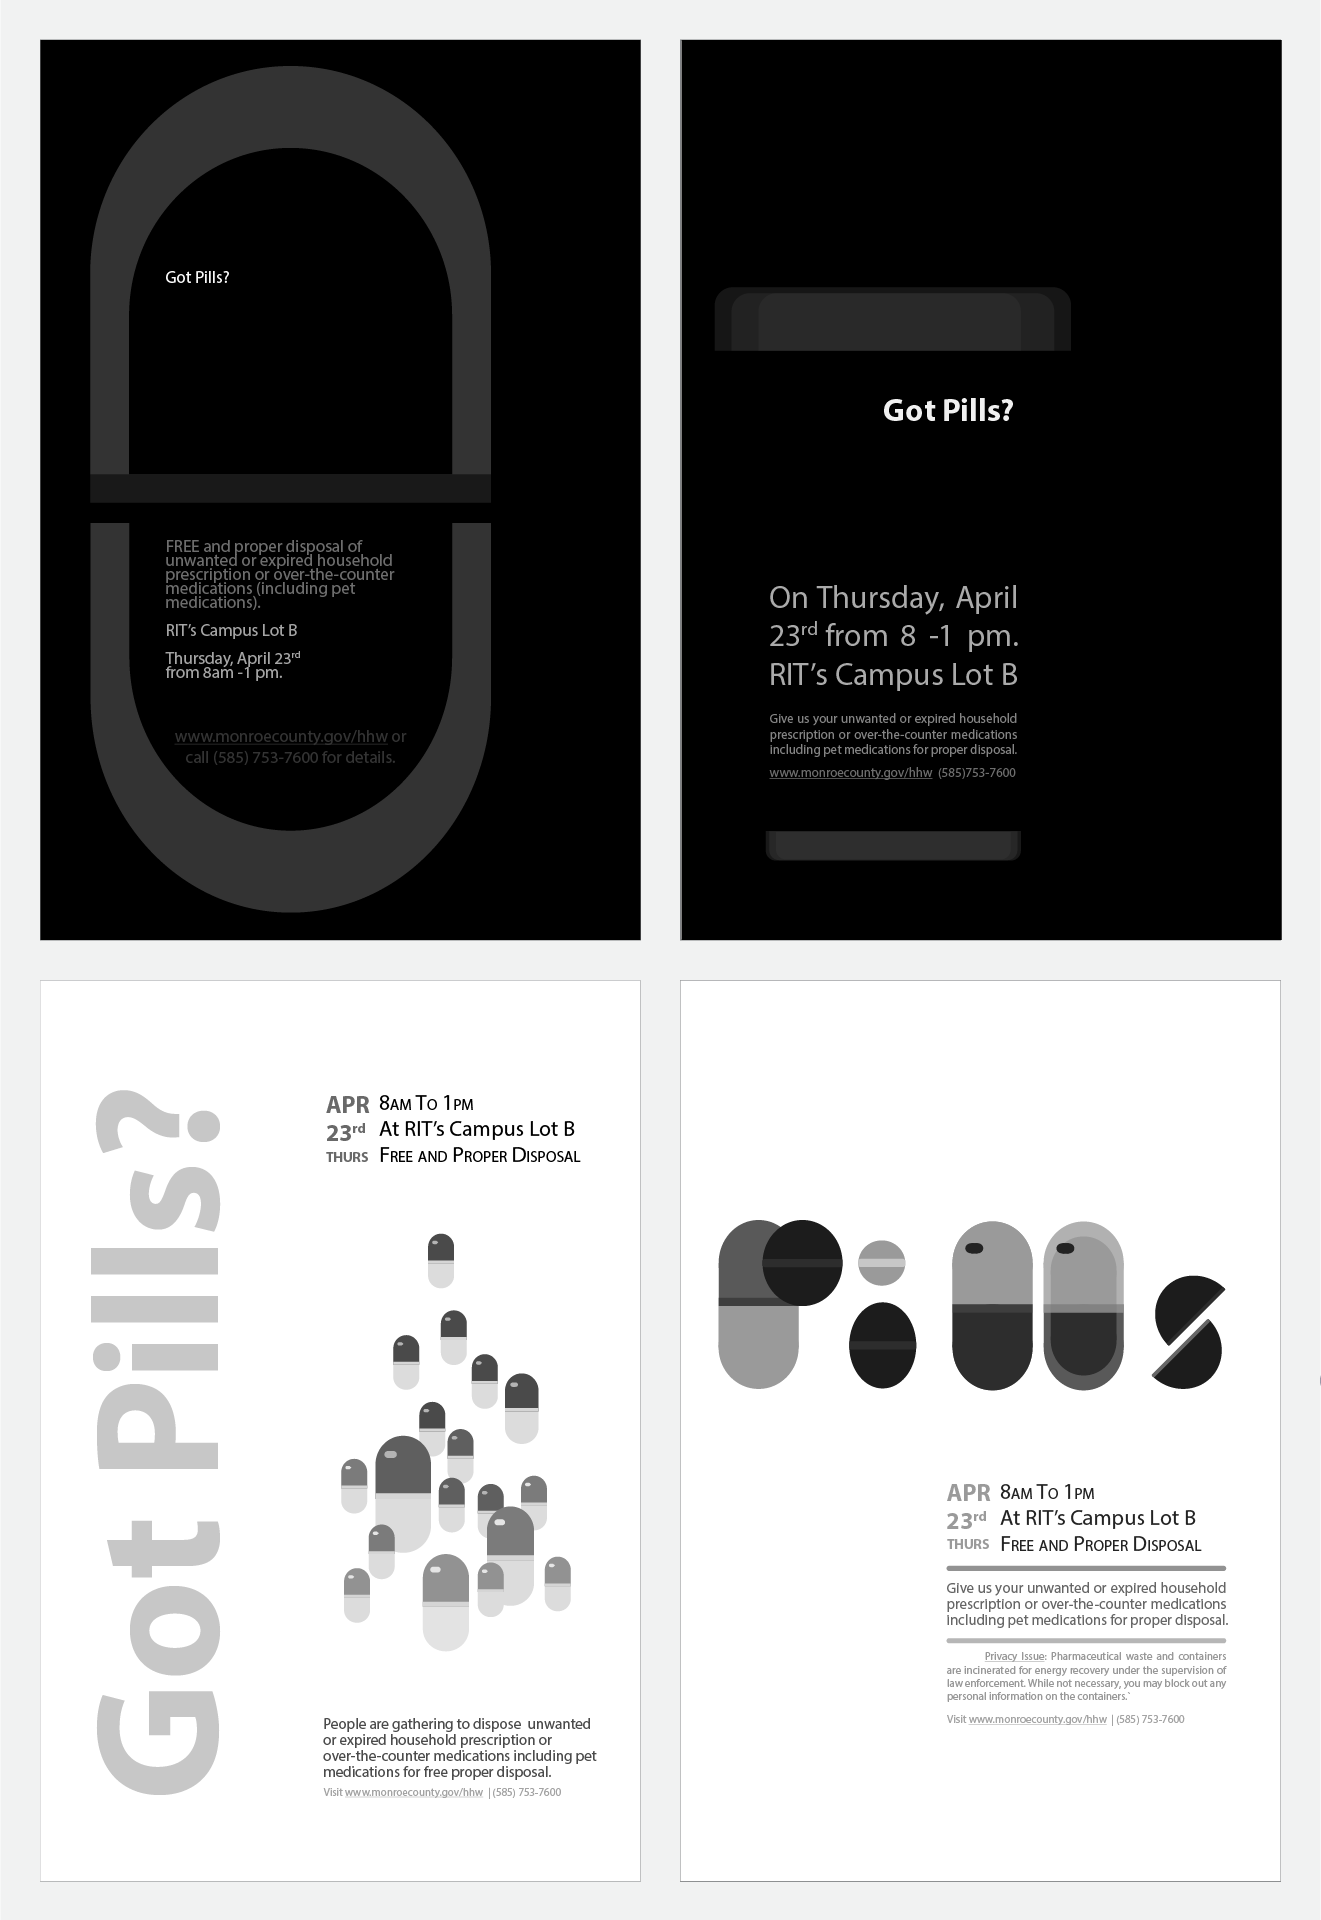 Got Pills?
FREE and proper disposal of
unwanted or expired household
prescription or over-the-counter
medications (including pet
medications).
RIT's Campus Lot B
Thursday, April 23rd
from 8am -1 pm.
www.monroecounty.gov/hhw or
call (585) 753-7600 for details.
Got Pills?
On Thursday, April
23rd from 8 -1 pm.
RIT's Campus Lot B
Give us your unwanted or expired household
prescription or over-the-counter medications
including pet medications for proper disposal.
www.monroecounty.gov/hhw (585)753-7600
Got Pills?
APR 8AM TO 1PM
23rd At RIT's Campus Lot B
THURS FREE AND PROPER DISPOSAL
People are gathering to dispose unwanted
or expired household prescription or
over-the-counter medications including pet
medications for free proper disposal.
Visit www.monroecounty.gov/hhw | (585) 753-7600
Pills
APR 8AM TO 1PM
23rd At RIT's Campus Lot B
THURS FREE AND PROPER DISPOSAL
Give us your unwanted or expired household
prescription or over-the-counter medications
including pet medications for proper disposal.
Privacy Issue: Pharmaceutical waste and containers
are incinerated for energy recovery under the supervision of
law enforcement. While not necessary, you may block out any
personal information on the containers.
Visit www.monroecounty.gov/hhw | (585) 753-7600